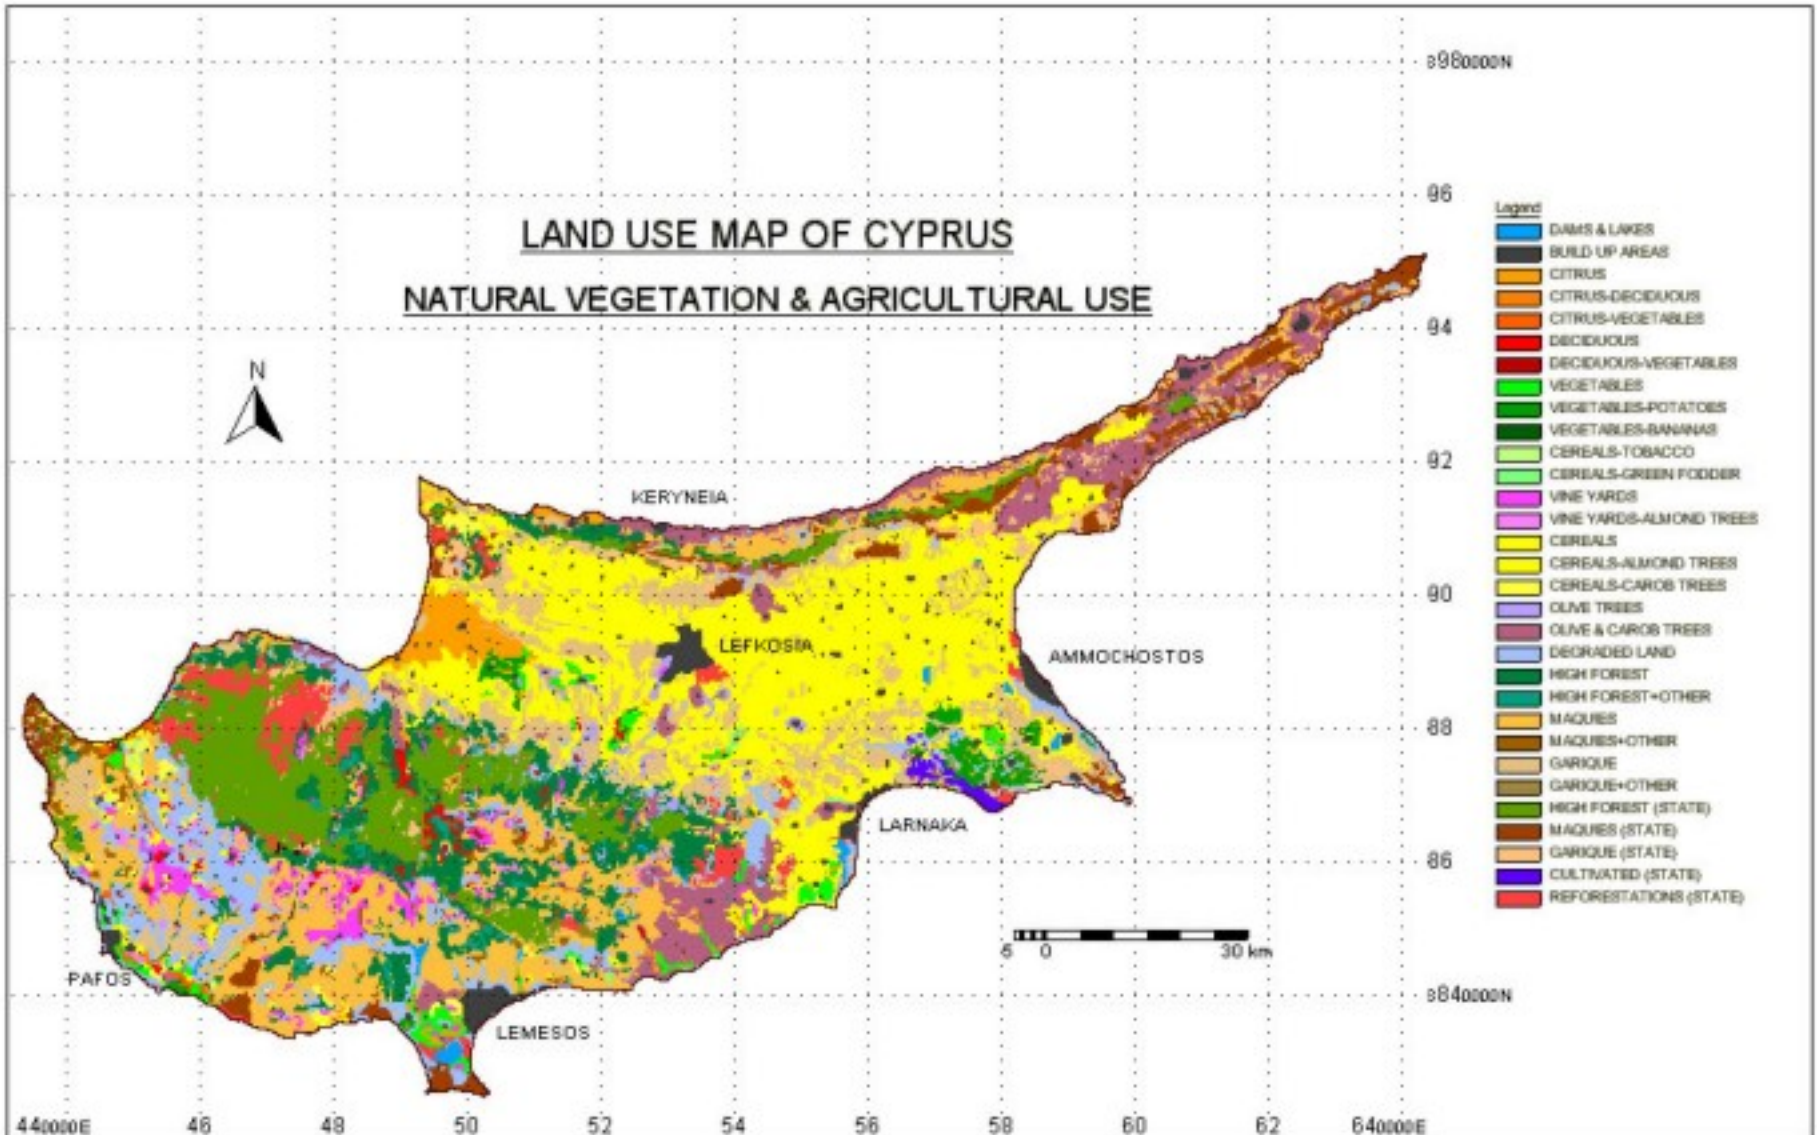 3980000N
96
LAND USE MAP OF CYPRUS
NATURAL VEGETATION & AGRICULTURAL USE
94
N
92
KERYNEIA
90
LEFKOSIA
AMMOCHOSTOS
88
LARNAKA
86
5 0 30 km
PAFOS
3840000N
LEMESOS
440000E 46 48 50 52 54 56 58 60 62 640000E
Legend
DAMS & LAKES
BUILD UP AREAS
CITRUS
CITRUS-DECIDUOUS
CITRUS-VEGETABLES
DECIDUOUS
DECIDUOUS-VEGETABLES
VEGETABLES
VEGETABLES-POTATOES
VEGETABLES-BANANAS
CEREALS-TOBACCO
CEREALS-GREEN FODDER
VINE YARDS
VINE YARDS-ALMOND TREES
CEREALS
CEREALS-ALMOND TREES
CEREALS-CAROB TREES
OLIVE TREES
OLIVE & CAROB TREES
DEGRADED LAND
HIGH FOREST
HIGH FOREST+OTHER
MAQUIES
MAQUIES+OTHER
GARIQUE
GARIQUE+OTHER
HIGH FOREST (STATE)
MAQUIES (STATE)
GARIQUE (STATE)
CULTIVATED (STATE)
REFORESTATIONS (STATE)